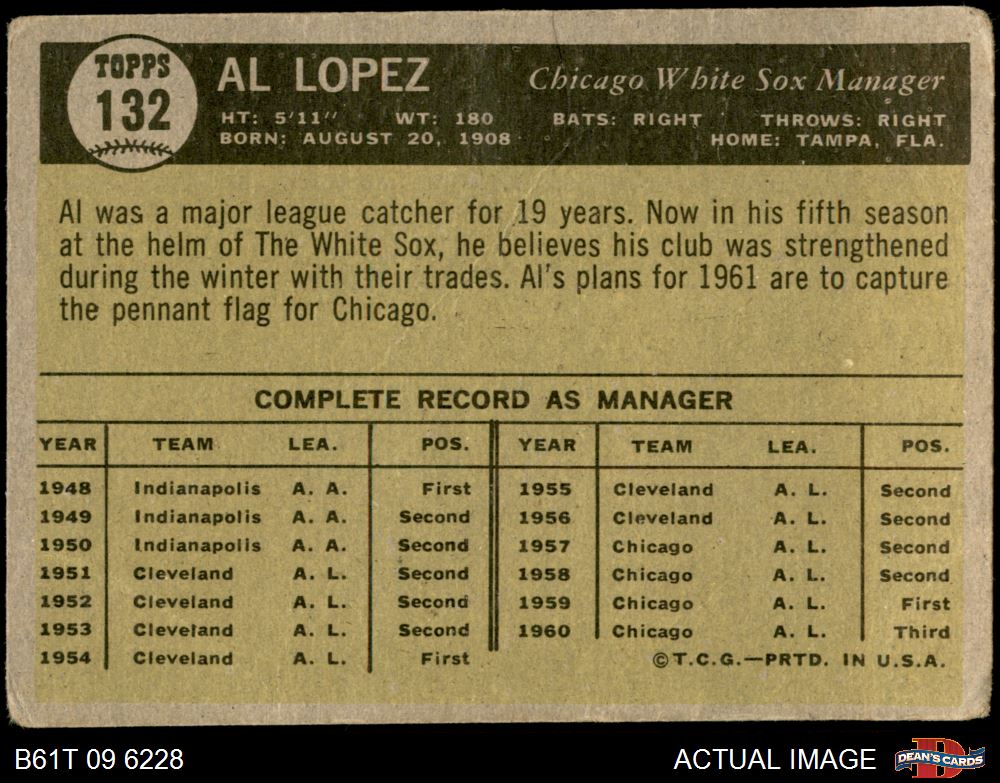 TOPPS
132
AL LOPEZ
Chicago White Sox Manager
HT: 5'11" WT: 180 BATS: RIGHT THROWS: RIGHT
BORN: AUGUST 20, 1908 HOME: TAMPA, FLA.
Al was a major league catcher for 19 years. Now in his fifth season
at the helm of The White Sox, he believes his club was strengthened
during the winter with their trades. Al's plans for 1961 are to capture
the pennant flag for Chicago.
COMPLETE RECORD AS MANAGER
YEAR TEAM LEA. POS. YEAR TEAM LEA. POS.
1948 Indianapolis A. A. First 1955 Cleveland A. L. Second
1949 Indianapolis A. A. Second 1956 Cleveland A. L. Second
1950 Indianapolis A. A. Second 1957 Chicago A. L. Second
1951 Cleveland A. L. Second 1958 Chicago A. L. Second
1952 Cleveland A. L. Second 1959 Chicago A. L. First
1953 Cleveland A. L. Second 1960 Chicago A. L. Third
1954 Cleveland A. L. First ©T.C.G.—PRTD. IN U.S.A.
B61T 09 6228 ACTUAL IMAGE DEAN'S CARDS